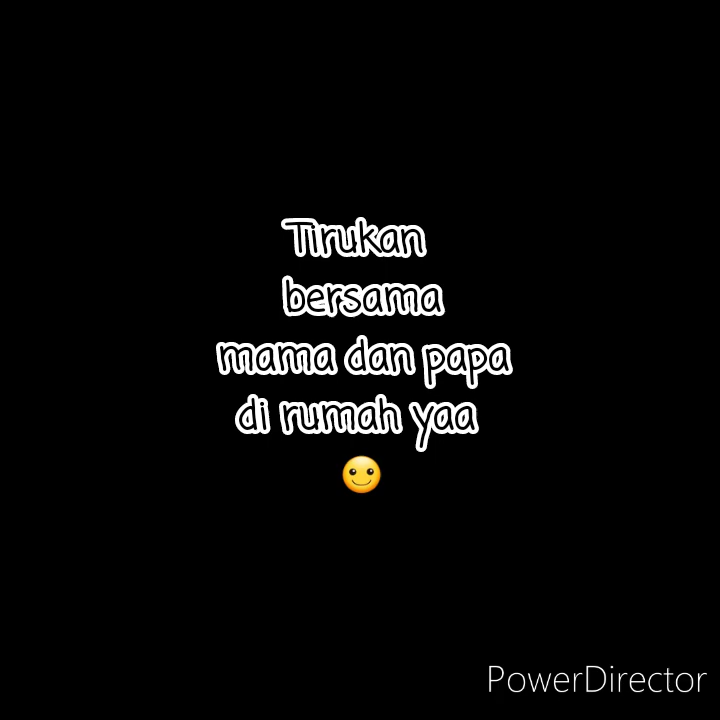 Tirukan
bersama
mama dan papa
di rumah yaa
🙂
PowerDirector